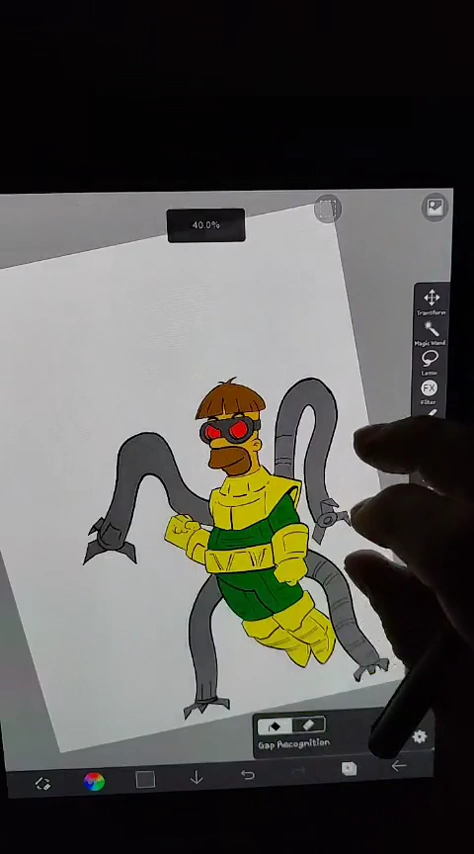 40.0%
Transform
Magic Wand
Lasso
FX
Filter
Gap Recognition